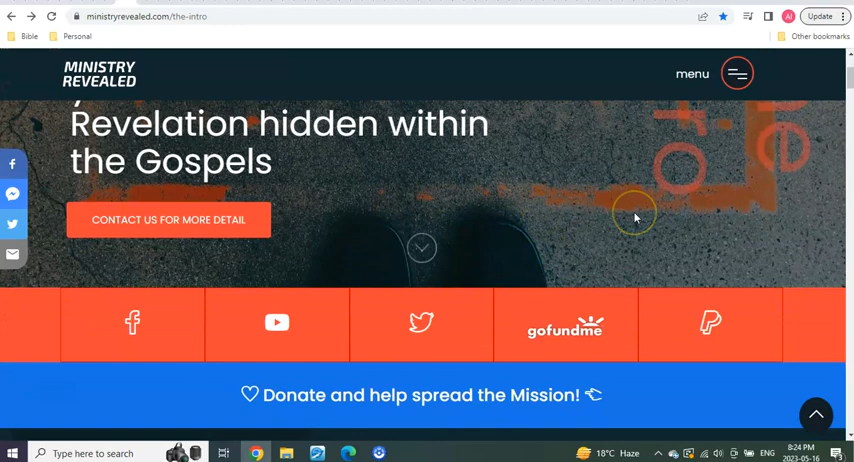 ministryrevealed.com/the-intro
Update
Bible
Personal
Other bookmarks
MINISTRY
REVEALED
menu
Revelation hidden within
the Gospels
CONTACT US FOR MORE DETAIL
gofundme
Donate and help spread the Mission!
Type here to search
18°C Haze
ENG
8:24 PM
2023-05-16